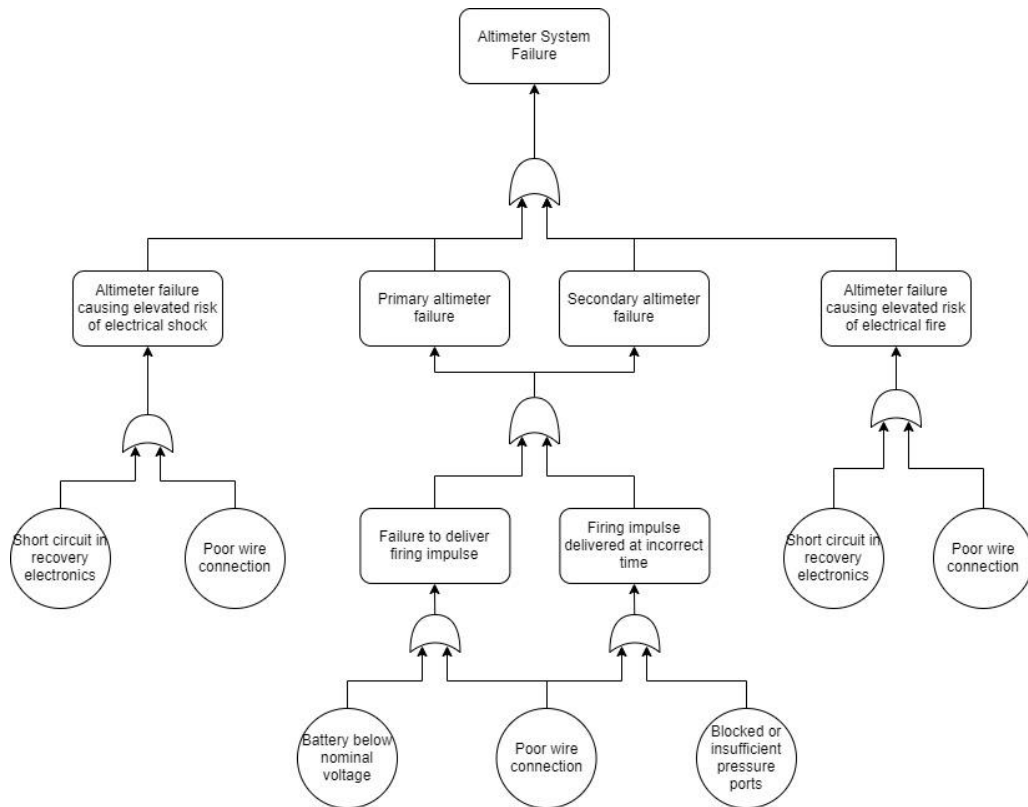 Altimeter System
Failure
Altimeter failure
causing elevated risk
of electrical shock
Primary altimeter
failure
Secondary altimeter
failure
Altimeter failure
causing elevated risk
of electrical fire
Short circuit in
recovery
electronics
Poor wire
connection
Failure to deliver
firing impulse
Firing impulse
delivered at incorrect
time
Short circuit in
recovery
electronics
Poor wire
connection
Battery below
nominal
voltage
Poor wire
connection
Blocked or
insufficient
pressure
ports